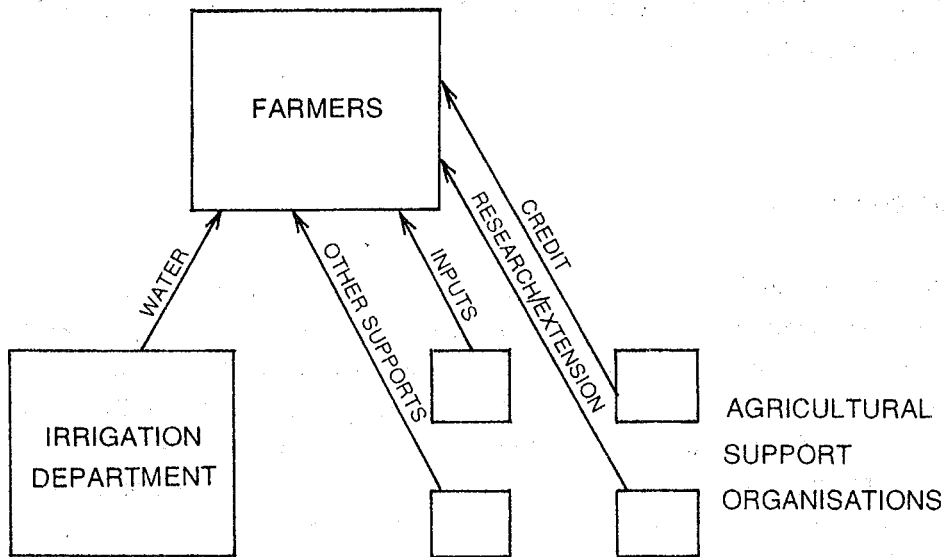 FARMERS
WATER
OTHER SUPPORTS
INPUTS
RESEARCH/EXTENSION
CREDIT
IRRIGATION
DEPARTMENT
AGRICULTURAL
SUPPORT
ORGANISATIONS